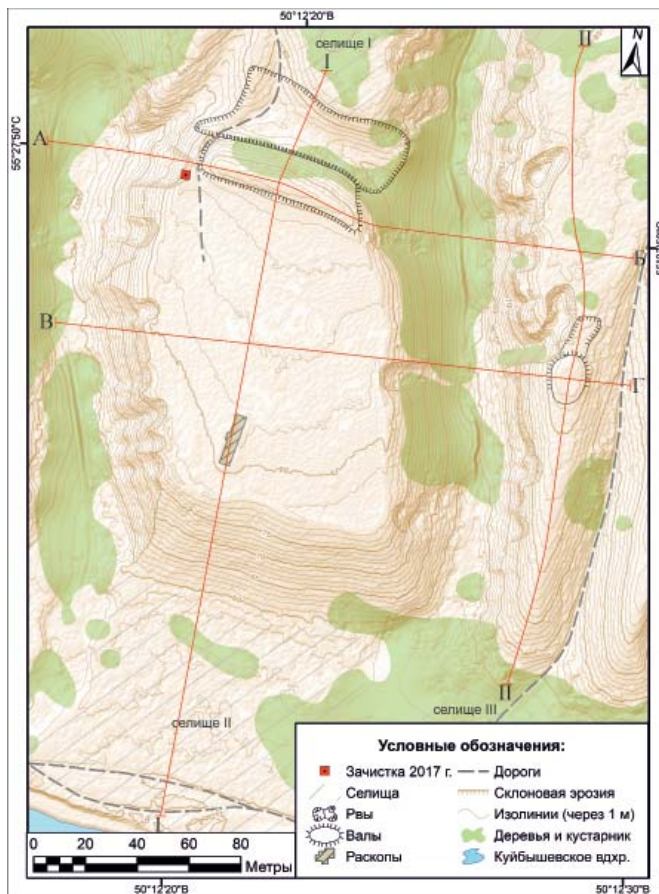 50°12'20"В
селище I
I
II
N
А
55°27'50"С
Б
В
Г
II
селище III
селище II
Условные обозначения:
Зачистка 2017 г.
Дороги
Селища
Склоновая эрозия
Рвы
Изолинии (через 1 м)
Валы
Деревья и кустарник
Раскопы
Куйбышевское вдхр.
0 20 40 60 80
Метры
50°12'20"В
50°12'30"В